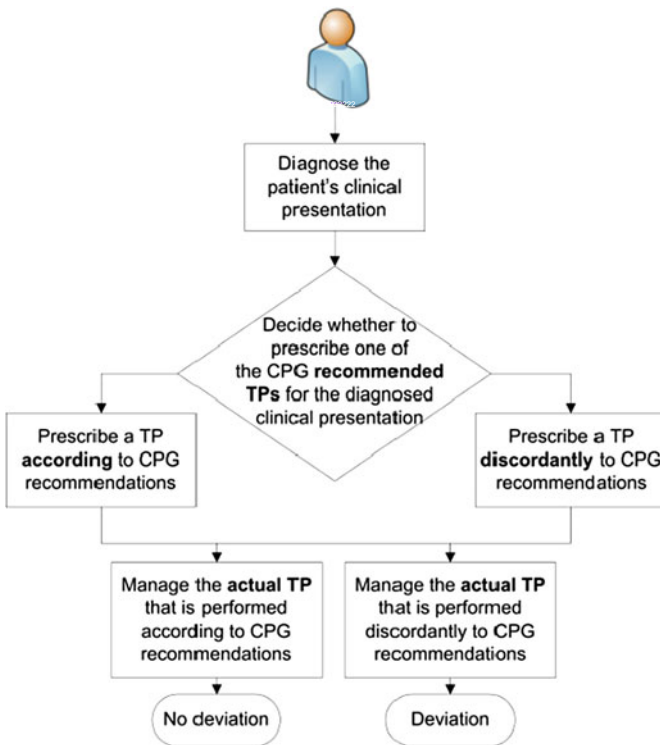 Diagnose the
patient's clinical
presentation
Decide whether to
prescribe one of
the CPG recommended
TPs for the diagnosed
clinical presentation
Prescribe a TP
according to CPG
recommendations
Prescribe a TP
discordantly to CPG
recommendations
Manage the actual TP
that is performed
according to CPG
recommendations
Manage the actual TP
that is performed
discordantly to CPG
recommendations
No deviation
Deviation